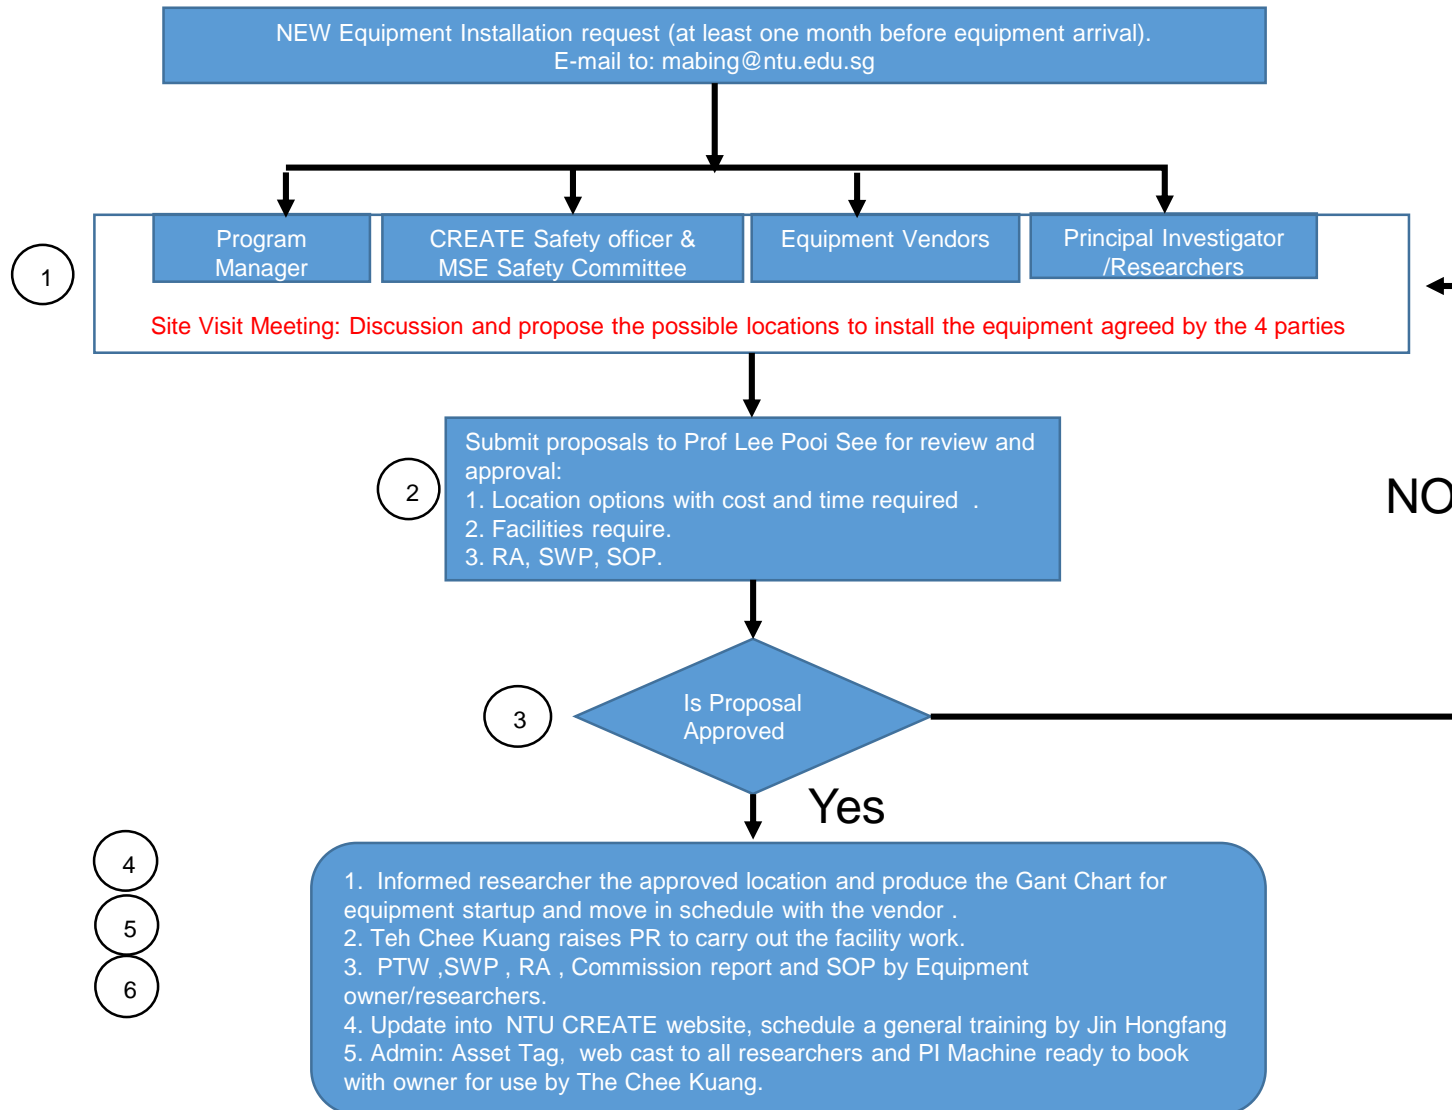 NEW Equipment Installation request (at least one month before equipment arrival).
E-mail to: mabing@ntu.edu.sg
Program
Manager
CREATE Safety officer &
MSE Safety Committee
Equipment Vendors
Principal Investigator
/Researchers
1
Site Visit Meeting: Discussion and propose the possible locations to install the equipment agreed by the 4 parties
2
Submit proposals to Prof Lee Pooi See for review and
approval:
1. Location options with cost and time required .
2. Facilities require.
3. RA, SWP, SOP.
NO
3
Is Proposal
Approved
Yes
4
5
6
1. Informed researcher the approved location and produce the Gant Chart for
equipment startup and move in schedule with the vendor .
2. Teh Chee Kuang raises PR to carry out the facility work.
3. PTW ,SWP , RA , Commission report and SOP by Equipment
owner/researchers.
4. Update into NTU CREATE website, schedule a general training by Jin Hongfang
5. Admin: Asset Tag, web cast to all researchers and PI Machine ready to book
with owner for use by The Chee Kuang.